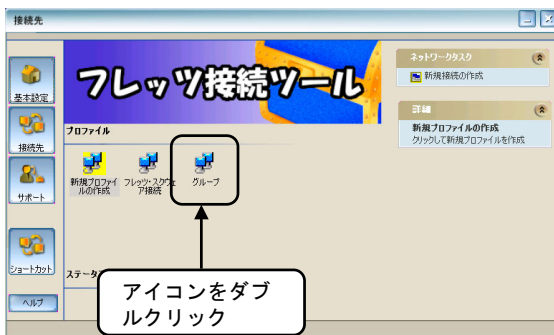 接続先
フレッツ接続ツール
基本設定
接続先
サポート
ショートカット
ヘルプ
プロファイル
新規プロファイ
ルの作成
フレッツ・スクウェ
ア接続
グループ
ステータ
アイコンをダブ
ルクリック
ネットワークタスク
新規接続の作成
詳細
新規プロファイルの作成
クリックして新規プロファイルを作成